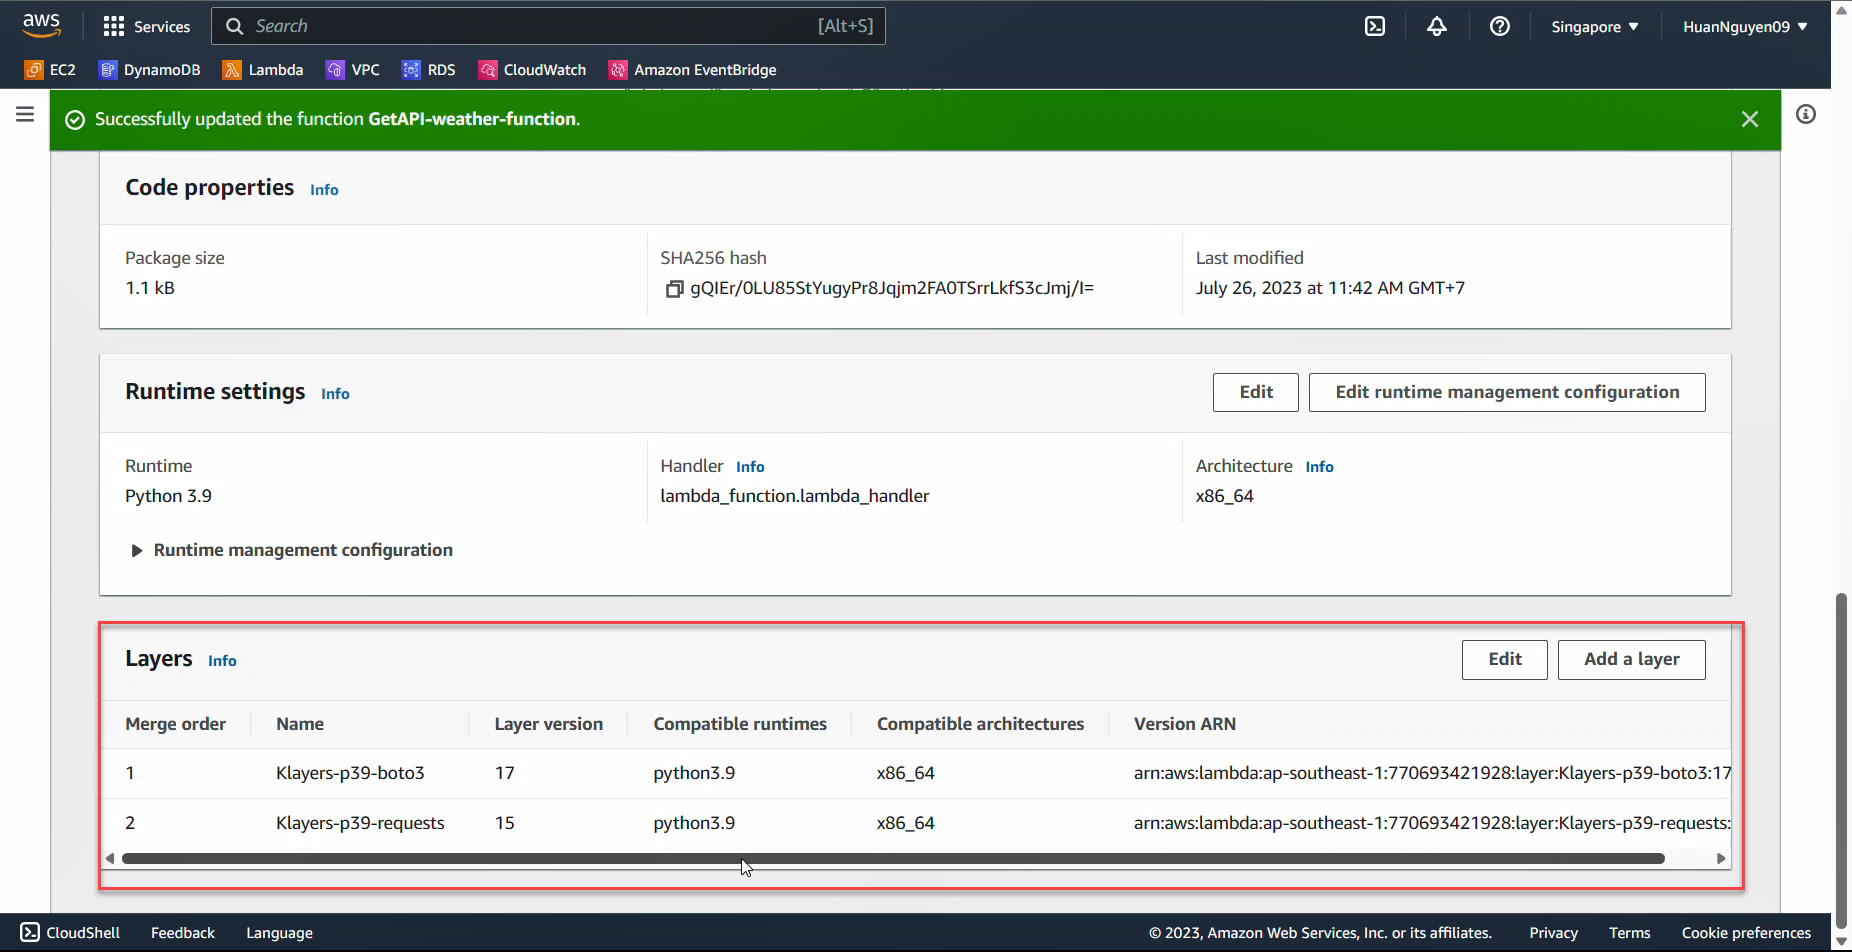 aws Services Search [Alt+S] Singapore HuanNguyen09
EC2 DynamoDB Lambda VPC RDS CloudWatch Amazon EventBridge
Successfully updated the function GetAPI-weather-function.
Code properties Info
Package size SHA256 hash Last modified
1.1 kB gQIEr/0LU85StYugyPr8Jqjm2FA0TSrrLkfS3cJmj/I= July 26, 2023 at 11:42 AM GMT+7
Runtime settings Info Edit Edit runtime management configuration
Runtime Handler Info Architecture Info
Python 3.9 lambda_function.lambda_handler x86_64
Runtime management configuration
Layers Info Edit Add a layer
Merge order Name Layer version Compatible runtimes Compatible architectures Version ARN
1 Klayers-p39-boto3 17 python3.9 x86_64 arn:aws:lambda:ap-southeast-1:770693421928:layer:Klayers-p39-boto3:17
2 Klayers-p39-requests 15 python3.9 x86_64 arn:aws:lambda:ap-southeast-1:770693421928:layer:Klayers-p39-requests:
CloudShell Feedback Language © 2023, Amazon Web Services, Inc. or its affiliates. Privacy Terms Cookie preferences